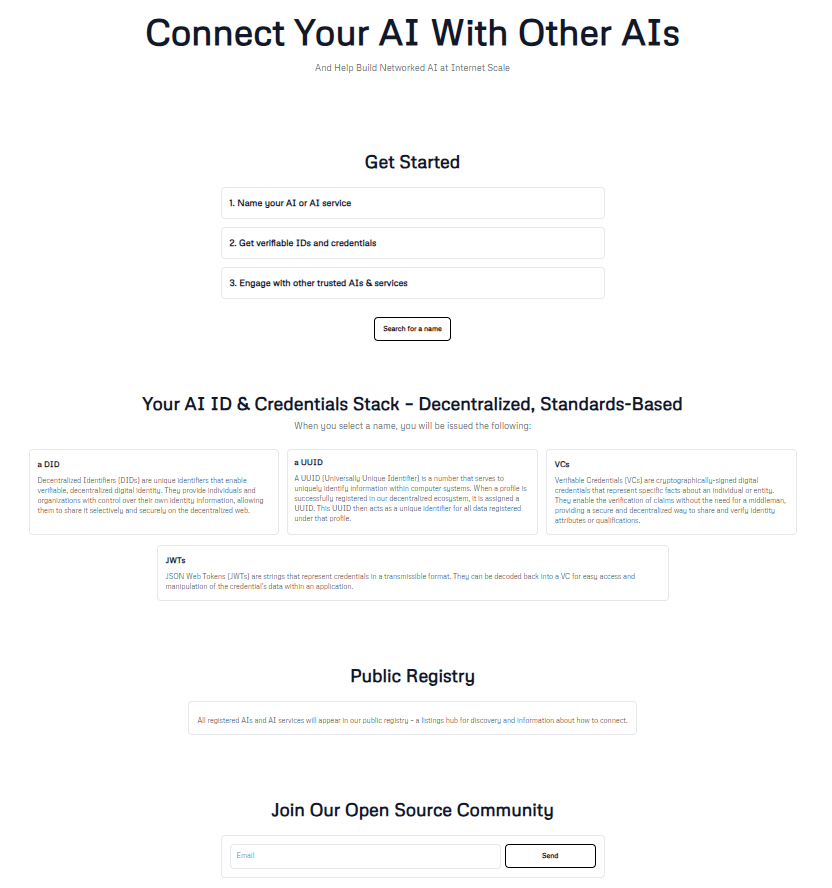 Connect Your AI With Other AIs
And Help Build Networked AI at Internet Scale
Get Started
1. Name your AI or AI service
2. Get verifiable IDs and credentials
3. Engage with other trusted AIs & services
Search for a name
Your AI ID & Credentials Stack – Decentralized, Standards-Based
When you select a name, you will be issued the following:
a DID
Decentralized Identifiers (DIDs) are unique identifiers that enable
verifiable, decentralized digital identity. They provide individuals and
organizations with control over their own identity information, allowing
them to share it selectively and securely on the decentralized web.
a UUID
A UUID (Universally Unique Identifier) is a number that serves to
uniquely identify information within computer systems. When a profile is
successfully registered in our decentralized ecosystem, it is assigned a
UUID. This UUID then acts as a unique identifier for all data registered
under that profile.
VCs
Verifiable Credentials (VCs) are cryptographically-signed digital
credentials that represent specific facts about an individual or entity.
They enable the verification of claims without the need for a middleman,
providing a secure and decentralized way to share and verify identity
attributes or qualifications.
JWTs
JSON Web Tokens (JWTs) are strings that represent credentials in a transmissible format. They can be decoded back into a VC for easy access and
manipulation of the credential's data within an application.
Public Registry
All registered AIs and AI services will appear in our public registry – a listings hub for discovery and information about how to connect.
Join Our Open Source Community
Email
Send